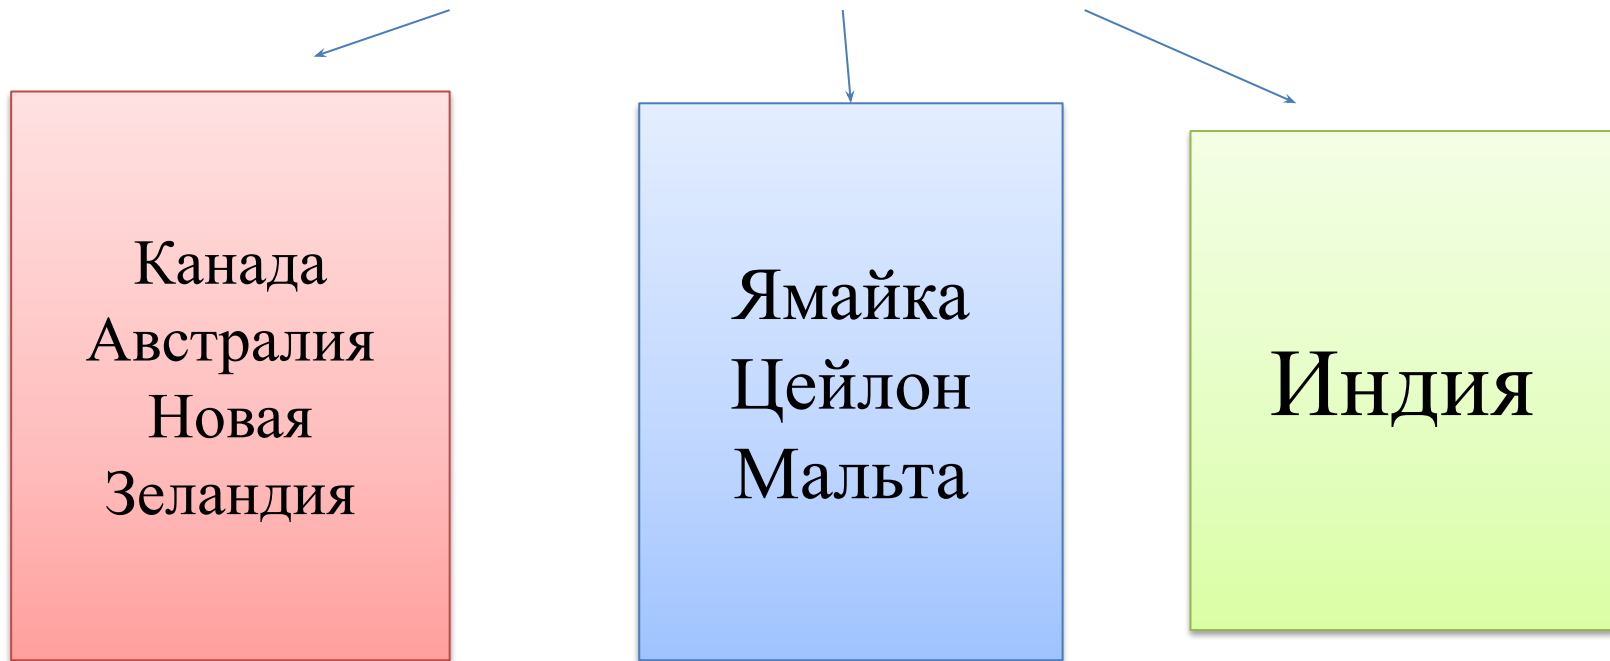 Канада
Австралия
Новая
Зеландия
Ямайка
Цейлон
Мальта
Индия